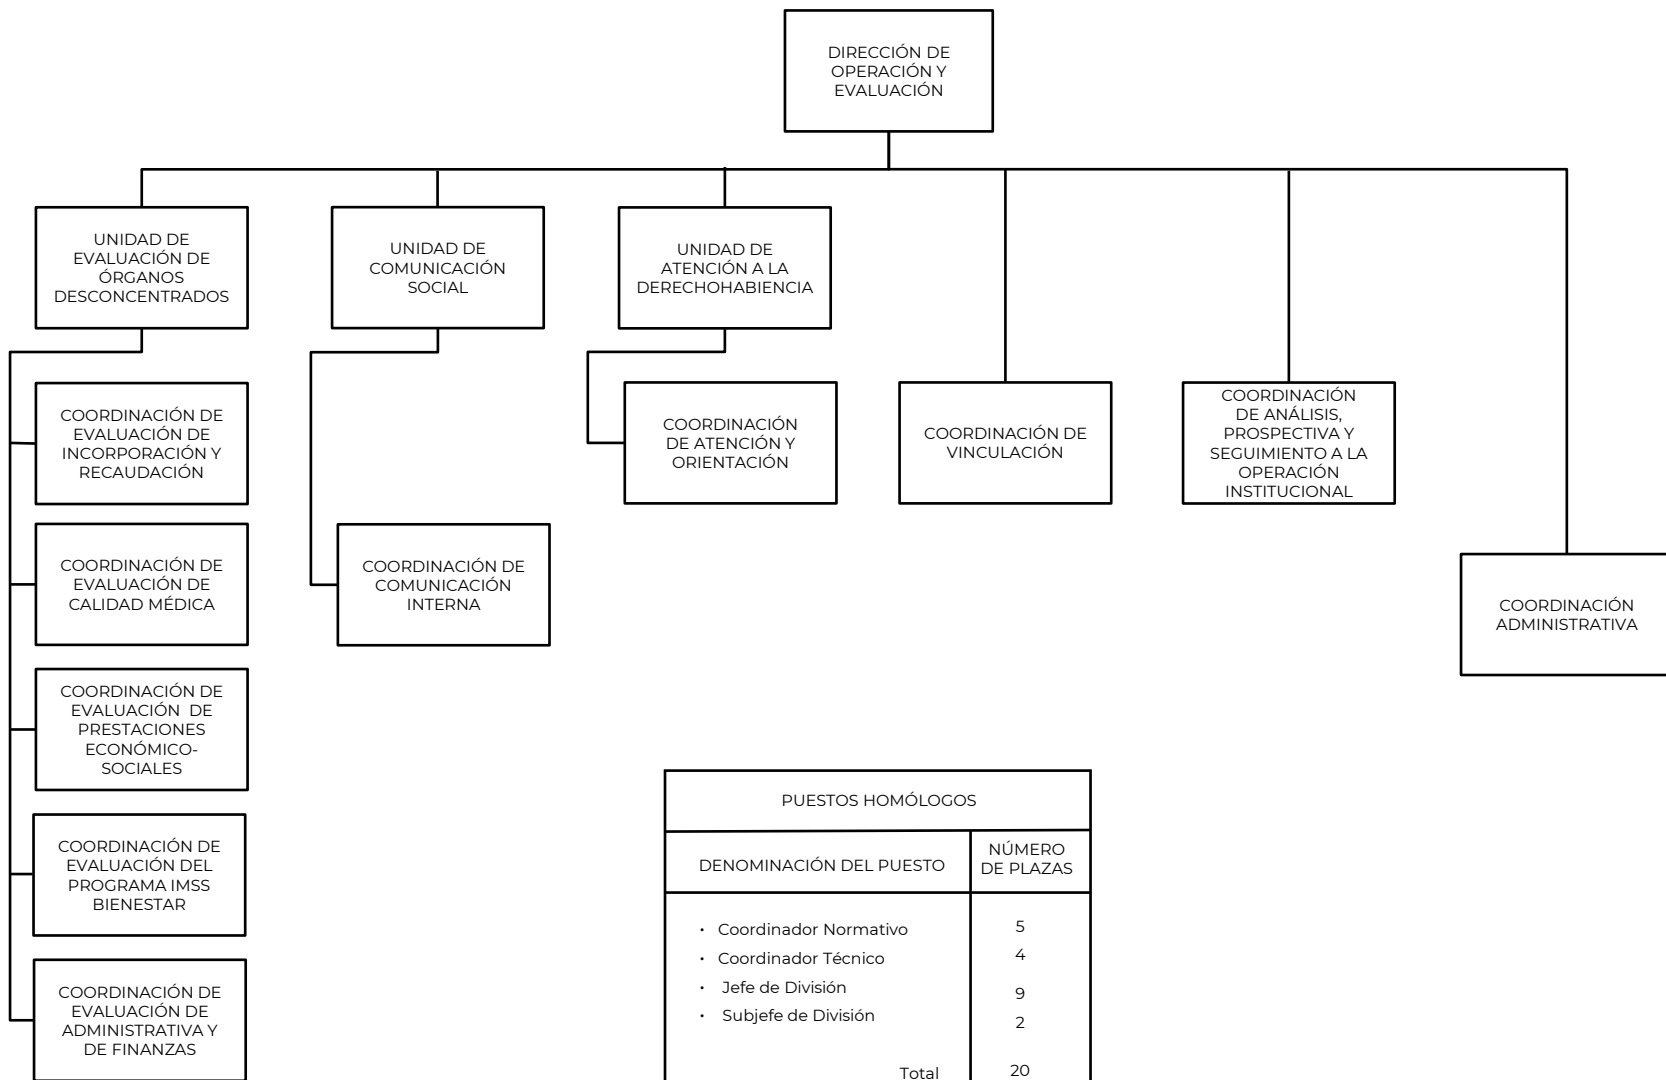 DIRECCIÓN DE
OPERACIÓN Y
EVALUACIÓN
UNIDAD DE
EVALUACIÓN DE
ÓRGANOS
DESCONCENTRADOS
UNIDAD DE
COMUNICACIÓN
SOCIAL
UNIDAD DE
ATENCIÓN A LA
DERECHOHABIENCIA
COORDINACIÓN DE
EVALUACIÓN DE
INCORPORACIÓN Y
RECAUDACIÓN
COORDINACIÓN
DE ATENCIÓN Y
ORIENTACIÓN
COORDINACIÓN DE
VINCULACIÓN
COORDINACIÓN
DE ANÁLISIS,
PROSPECTIVA Y
SEGUIMIENTO A LA
OPERACIÓN
INSTITUCIONAL
COORDINACIÓN DE
EVALUACIÓN DE
CALIDAD MÉDICA
COORDINACIÓN DE
COMUNICACIÓN
INTERNA
COORDINACIÓN
ADMINISTRATIVA
COORDINACIÓN DE
EVALUACIÓN DE
PRESTACIONES
ECONÓMICO-
SOCIALES
COORDINACIÓN DE
EVALUACIÓN DEL
PROGRAMA IMSS
BIENESTAR
COORDINACIÓN DE
EVALUACIÓN DE
ADMINISTRATIVA Y
DE FINANZAS
PUESTOS HOMÓLOGOS
DENOMINACIÓN DEL PUESTO
NÚMERO
DE PLAZAS
• Coordinador Normativo 5
• Coordinador Técnico 4
• Jefe de División 9
• Subjefe de División 2
Total 20